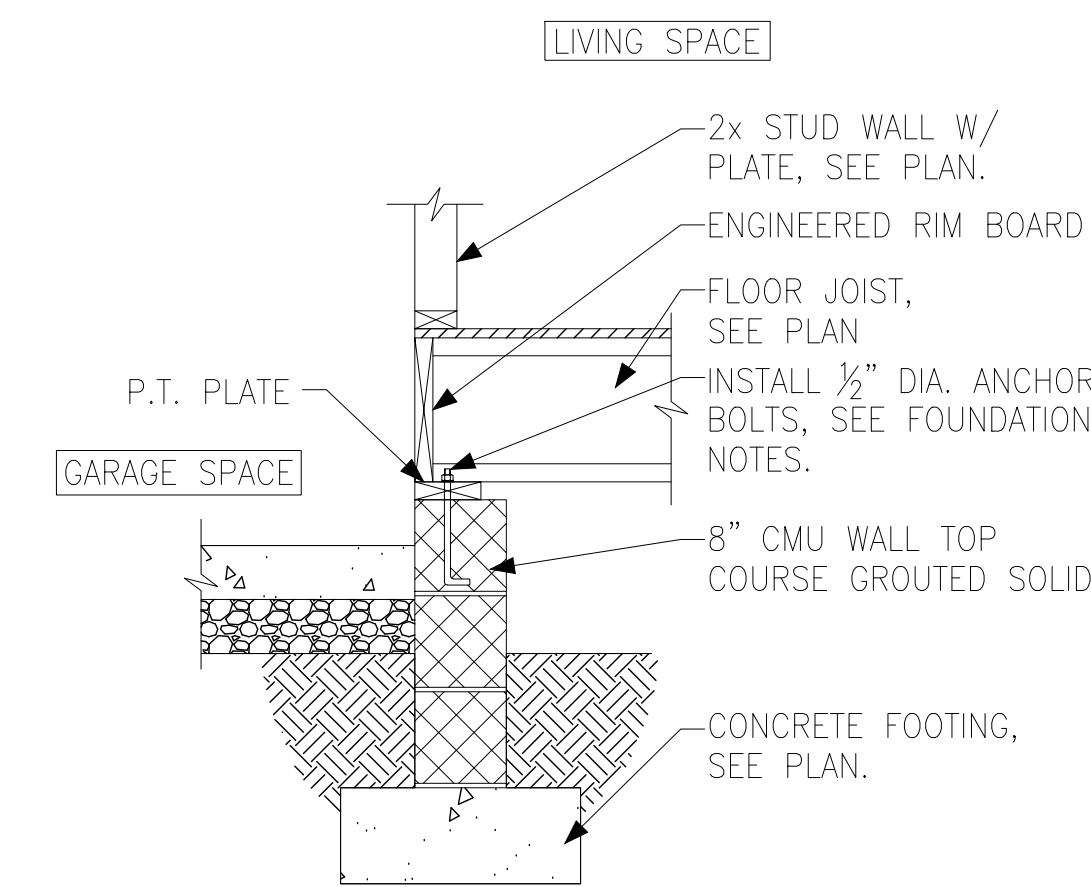 LIVING SPACE
2x STUD WALL W/
PLATE, SEE PLAN.
ENGINEERED RIM BOARD
FLOOR JOIST,
SEE PLAN
P.T. PLATE
INSTALL ½” DIA. ANCHOR
BOLTS, SEE FOUNDATION
NOTES.
GARAGE SPACE
8” CMU WALL TOP
COURSE GROUTED SOLID
CONCRETE FOOTING,
SEE PLAN.